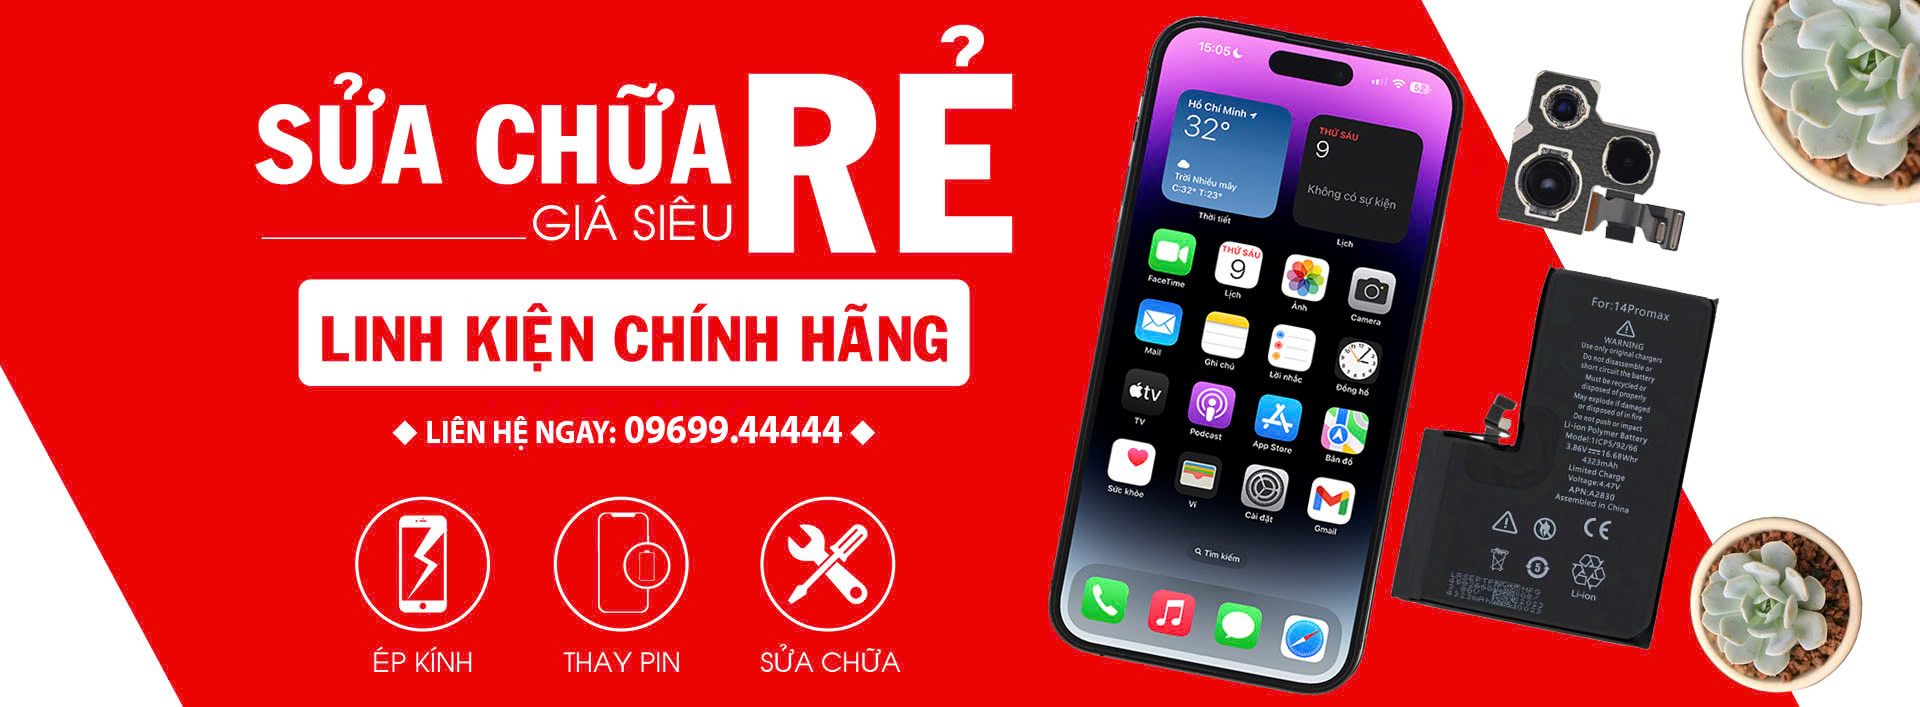 SỬA CHỮA RẺ
GIÁ SIÊU
LINH KIỆN CHÍNH HÃNG
LIÊN HỆ NGAY: 09699.44444
ÉP KÍNH
THAY PIN
SỬA CHỮA
15:05
52
Hồ Chí Minh
32°
Trời Nhiều mây
C:32° T:23°
Thời tiết
THỨ SÁU
9
Không có sự kiện
Lịch
FaceTime
THỨ SÁU
9
Lịch
Ảnh
Camera
Mail
Ghi chú
Lời nhắc
Đồng hồ
tv
TV
Podcast
App Store
Bản đồ
Sức khỏe
Ví
Cài đặt
Gmail
Tìm kiếm
For:14Promax
WARNING
Use only original chargers
Do not disassemble or
short circuit the battery
Must be recycled or
disposed of properly
May explode if damaged
or disposed of in fire
Do not push or impact
Li-ion Polymer Battery
Model:1ICP5/92/66
3.86V 16.68Whr
4323mAh
Limited Charge
Voltage:4.47V
APN:A2830
Assembled in China
CE
5
Li-ion